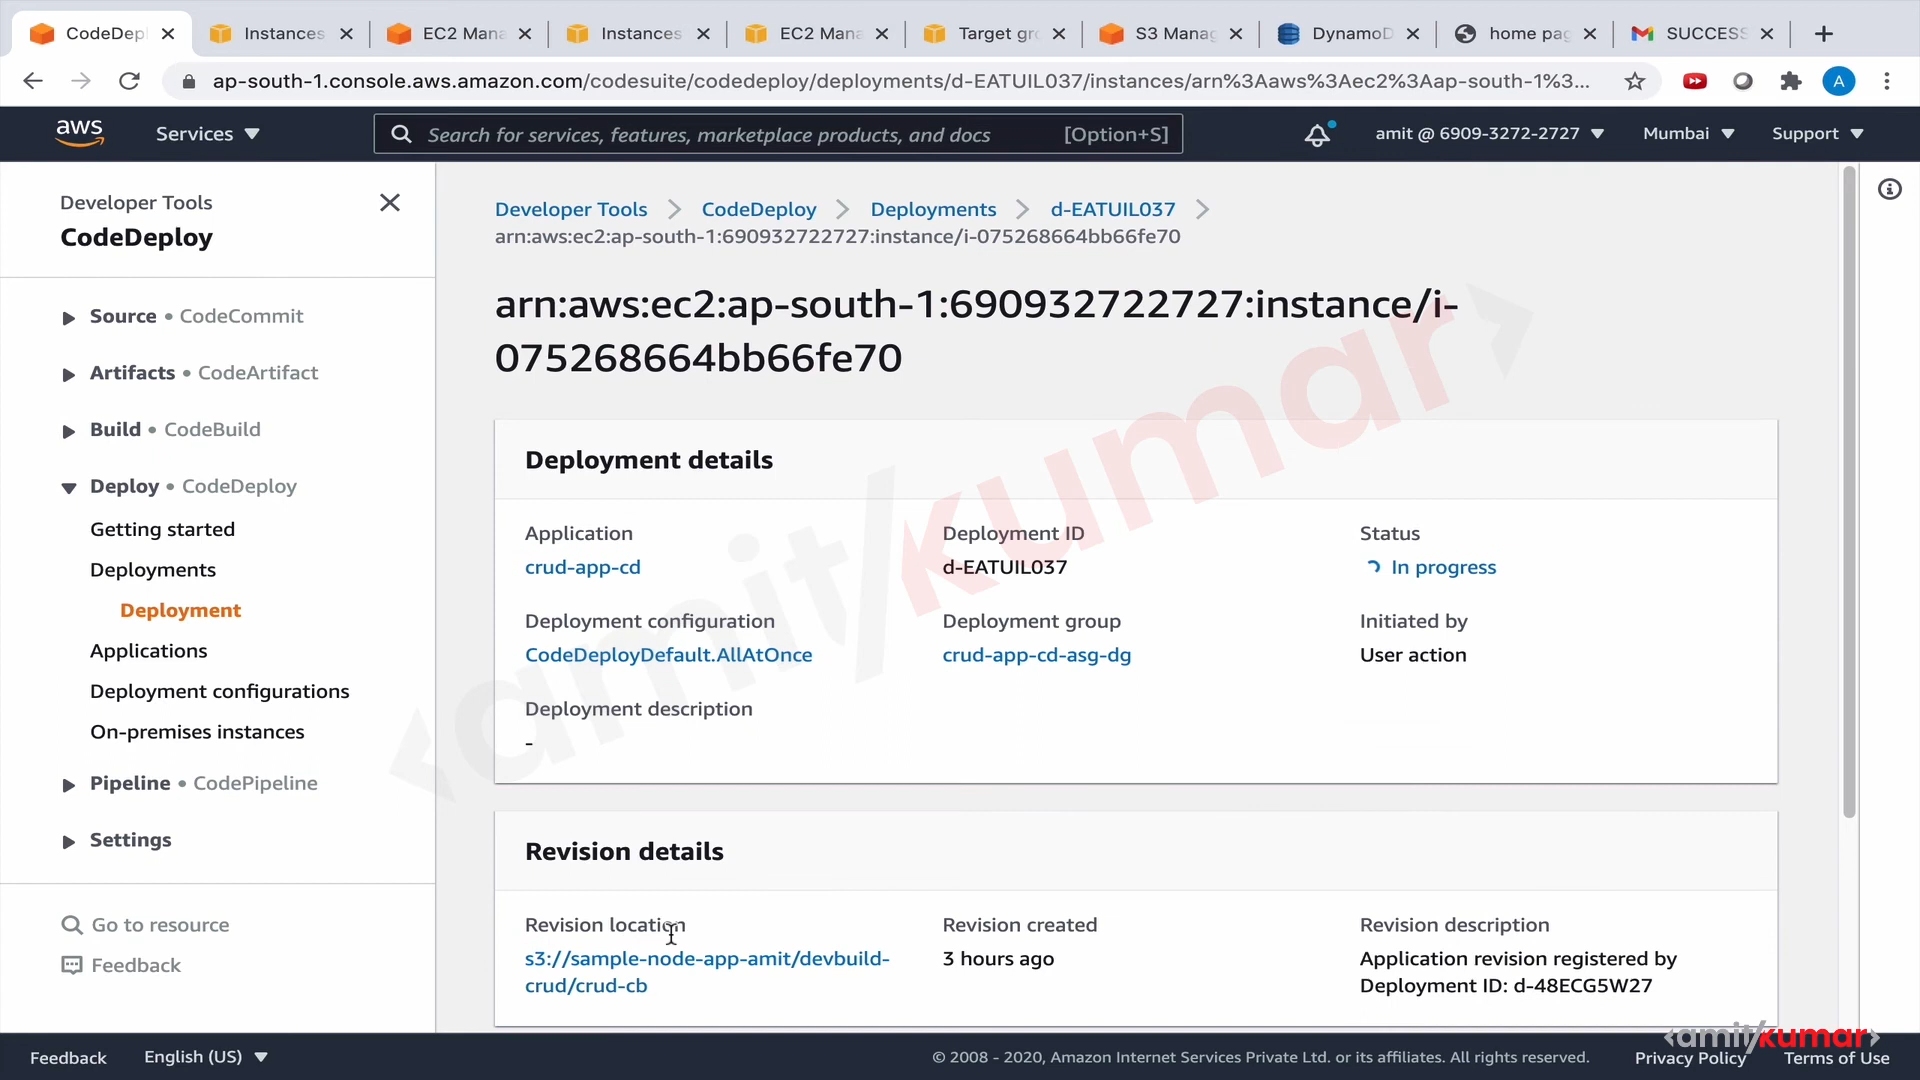 CodeDepl
Instances
EC2 Mana
Instances
EC2 Mana
Target gr
S3 Manag
DynamoD
home pag
SUCCESS
ap-south-1.console.aws.amazon.com/codesuite/codedeploy/deployments/d-EATUIL037/instances/arn%3Aaws%3Aec2%3Aap-south-1%3...
A
aws
Services
Search for services, features, marketplace products, and docs
[Option+S]
amit @ 6909-3272-2727
Mumbai
Support
Developer Tools
CodeDeploy
Source • CodeCommit
Artifacts • CodeArtifact
Build • CodeBuild
Deploy • CodeDeploy
Getting started
Deployments
Deployment
Applications
Deployment configurations
On-premises instances
Pipeline • CodePipeline
Settings
Go to resource
Feedback
Developer Tools > CodeDeploy > Deployments > d-EATUIL037 >
arn:aws:ec2:ap-south-1:690932722727:instance/i-075268664bb66fe70
arn:aws:ec2:ap-south-1:690932722727:instance/i-
075268664bb66fe70
Deployment details
Application
crud-app-cd
Deployment ID
d-EATUIL037
Status
In progress
Deployment configuration
CodeDeployDefault.AllAtOnce
Deployment group
crud-app-cd-asg-dg
Initiated by
User action
Deployment description
-
Revision details
Revision location
s3://sample-node-app-amit/devbuild-
crud/crud-cb
Revision created
3 hours ago
Revision description
Application revision registered by
Deployment ID: d-48ECG5W27
<amit/kumar>
<amit/kumar>
Feedback
English (US)
© 2008 - 2020, Amazon Internet Services Private Ltd. or its affiliates. All rights reserved.
Privacy Policy
Terms of Use